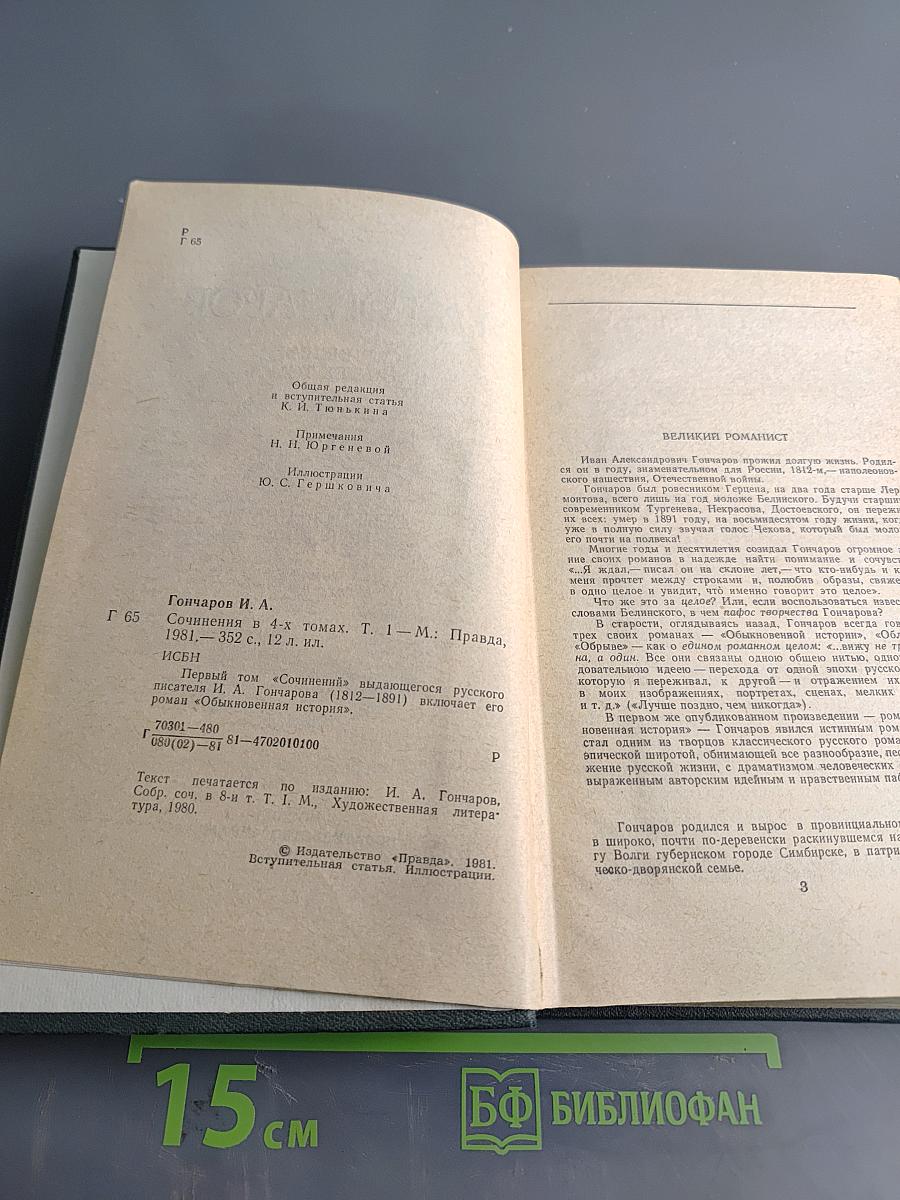 Р
Г 65
Общая редакция
и вступительная статья
К. И. Тюнькина
Примечания
Н. Н. Юргеневой
Иллюстрации
Ю. С. Гершковича
Гончаров И. А.
Г 65 Сочинения в 4-х томах. Т. 1 — М.: Правда,
1981.— 352 с., 12 л. ил.
ИСБН
Первый том «Сочинений» выдающегося русского
писателя И. А. Гончарова (1812—1891) включает его
роман «Обыкновенная история».
Г 70301—480
080(02)—81 81—4702010100
Р
Текст печатается по изданию: И. А. Гончаров,
Собр. соч. в 8-и т. Т. I. М., Художественная литера-
тура, 1980.
© Издательство «Правда». 1981.
Вступительная статья. Иллюстрации.
ВЕЛИКИЙ РОМАНИСТ
Иван Александрович Гончаров прожил долгую жизнь. Родил-
ся он в году, знаменательном для России, 1812-м,— наполеонов-
ского нашествия, Отечественной войны.
Гончаров был ровесником Герцена, на два года старше Лер
монтова, всего лишь на год моложе Белинского. Будучи старши
современником Тургенева, Некрасова, Достоевского, он пережи
их всех: умер в 1891 году, на восьмидесятом году жизни, ког
уже в полную силу звучал голос Чехова, который был моло
его почти на полвека!
Многие годы и десятилетия созидал Гончаров огромное
ние своих романов в надежде найти понимание и сочувст
«...Я ждал,— писал он на склоне лет,— что кто-нибудь и к
меня прочтет между строками и, полюбив образы, свяже
в одно целое и увидит, что именно говорит это целое».
Что же это за целое? Или, если воспользоваться извес
словами Белинского, в чем пафос творчества Гончарова?
В старости, оглядываясь назад, Гончаров всегда гов
трех своих романах — «Обыкновенной истории», «Обл
«Обрыве» — как о едином романном целом: «...вижу не тр
на, а один. Все они связаны одною общею нитью, одно
довательною идеею — перехода от одной эпохи русско
которую я переживал, к другой — и отражением их
в моих изображениях, портретах, сценах, мелких
и т. д.» («Лучше поздно, чем никогда»).
В первом же опубликованном произведении — ром
новенная история» — Гончаров явился истинным ром
стал одним из творцов классического русского рома
эпической широтой, обнимающей все разнообразие, пес
жение русской жизни, с драматизмом человеческих
выраженным авторским идейным и нравственным паф
Гончаров родился и вырос в провинциально
в широко, почти по-деревенски раскинувшемся на
гу Волги губернском городе Симбирске, в патри
ческо-дворянской семье.
3
15 см
БФ БИБЛИОФАН